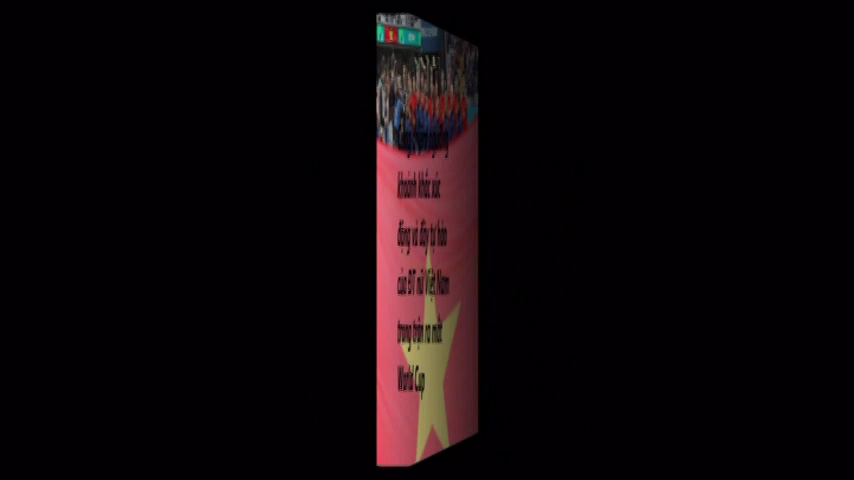 khoảnh khắc xúc
động và đầy tự hào
của ĐT nữ Việt Nam
trong trận ra mắt
World Cup